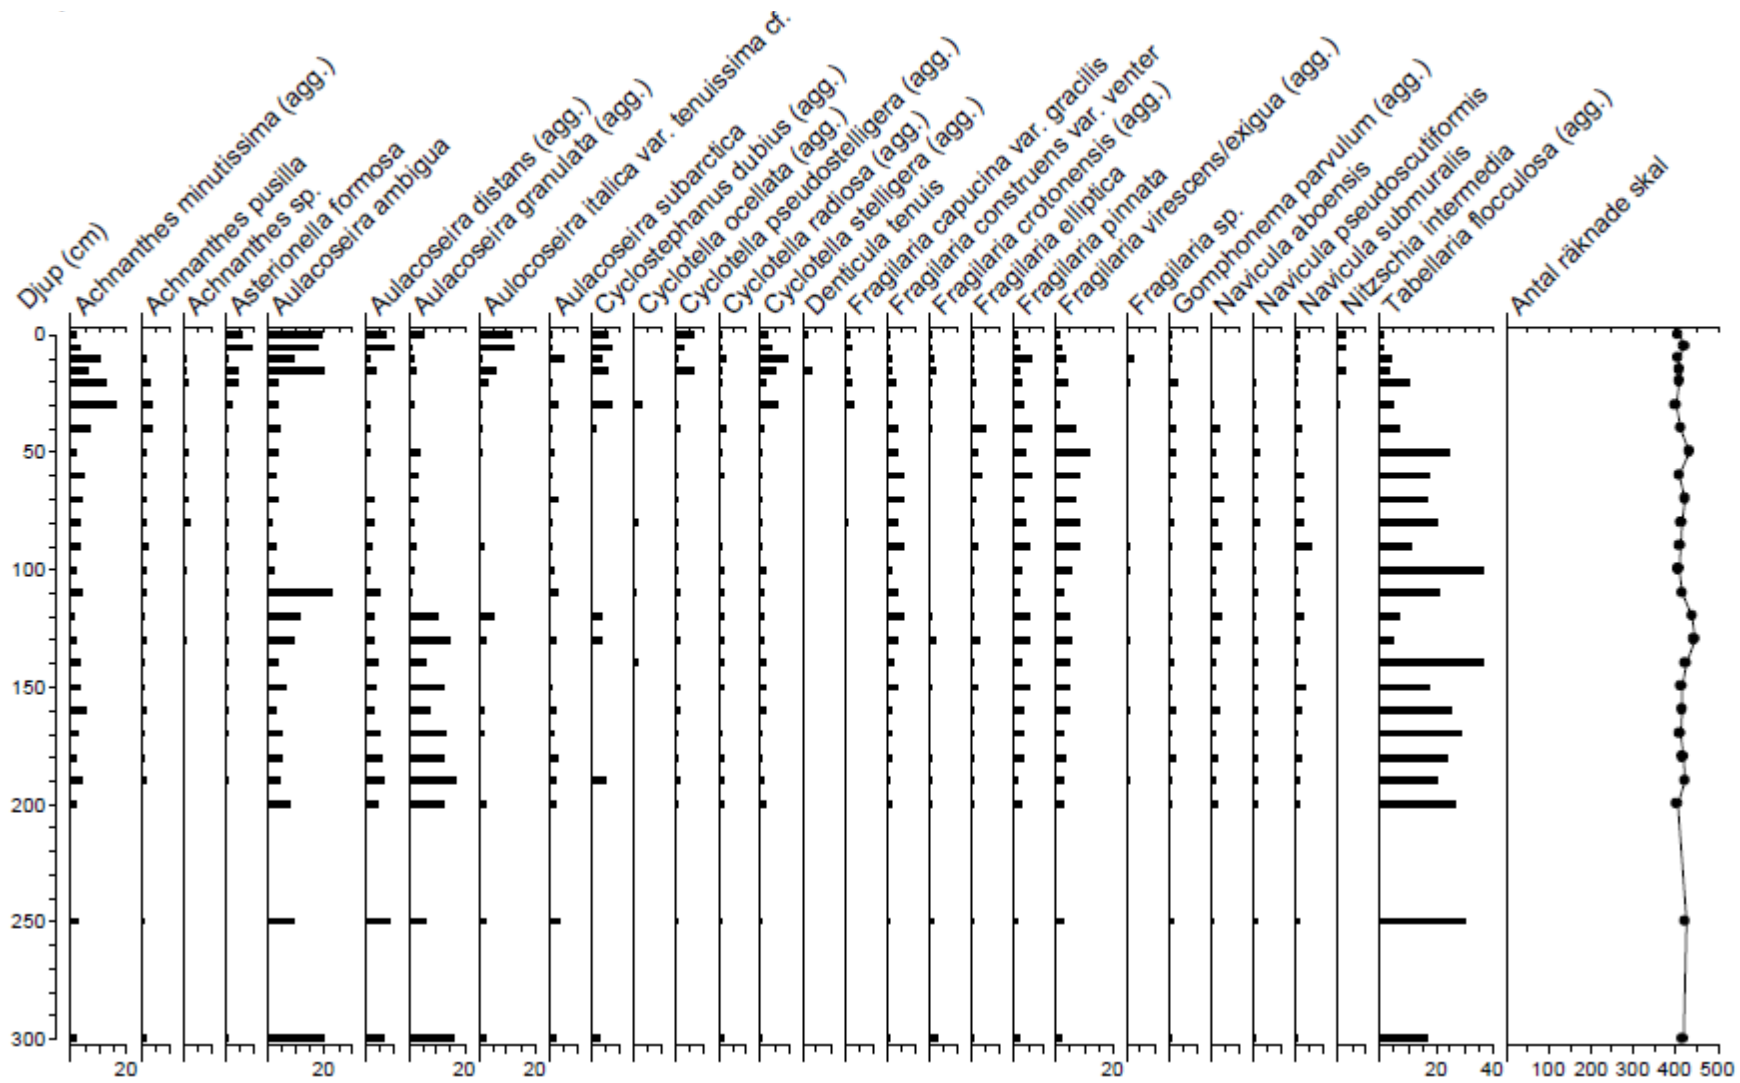 Djup (cm)
Achnanthes minutissima (agg.)
Achnanthes pusilla
Achnanthes sp.
Asterionella formosa
Aulacoseira ambigua
Aulacoseira distans (agg.)
Aulacoseira granulata (agg.)
Aulocoseira italica var. tenuissima cf.
Aulacoseira subarctica
Cyclostephanus dubius (agg.)
Cyclotella ocellata (agg.)
Cyclotella pseudostelligera (agg.)
Cyclotella radiosa (agg.)
Cyclotella stelligera (agg.)
Denticula tenuis
Fragilaria capucina var. gracilis
Fragilaria construens var. venter
Fragilaria crotonensis (agg.)
Fragilaria elliptica
Fragilaria pinnata
Fragilaria virescens/exigua (agg.)
Fragilaria sp.
Gomphonema parvulum (agg.)
Navicula aboensis
Navicula pseudoscutiformis
Navicula submuralis
Nitzschia intermedia
Tabellaria flocculosa (agg.)
Antal räknade skal
0
50
100
150
200
250
300
20 20 20 20 20 20 40 100 200 300 400 500